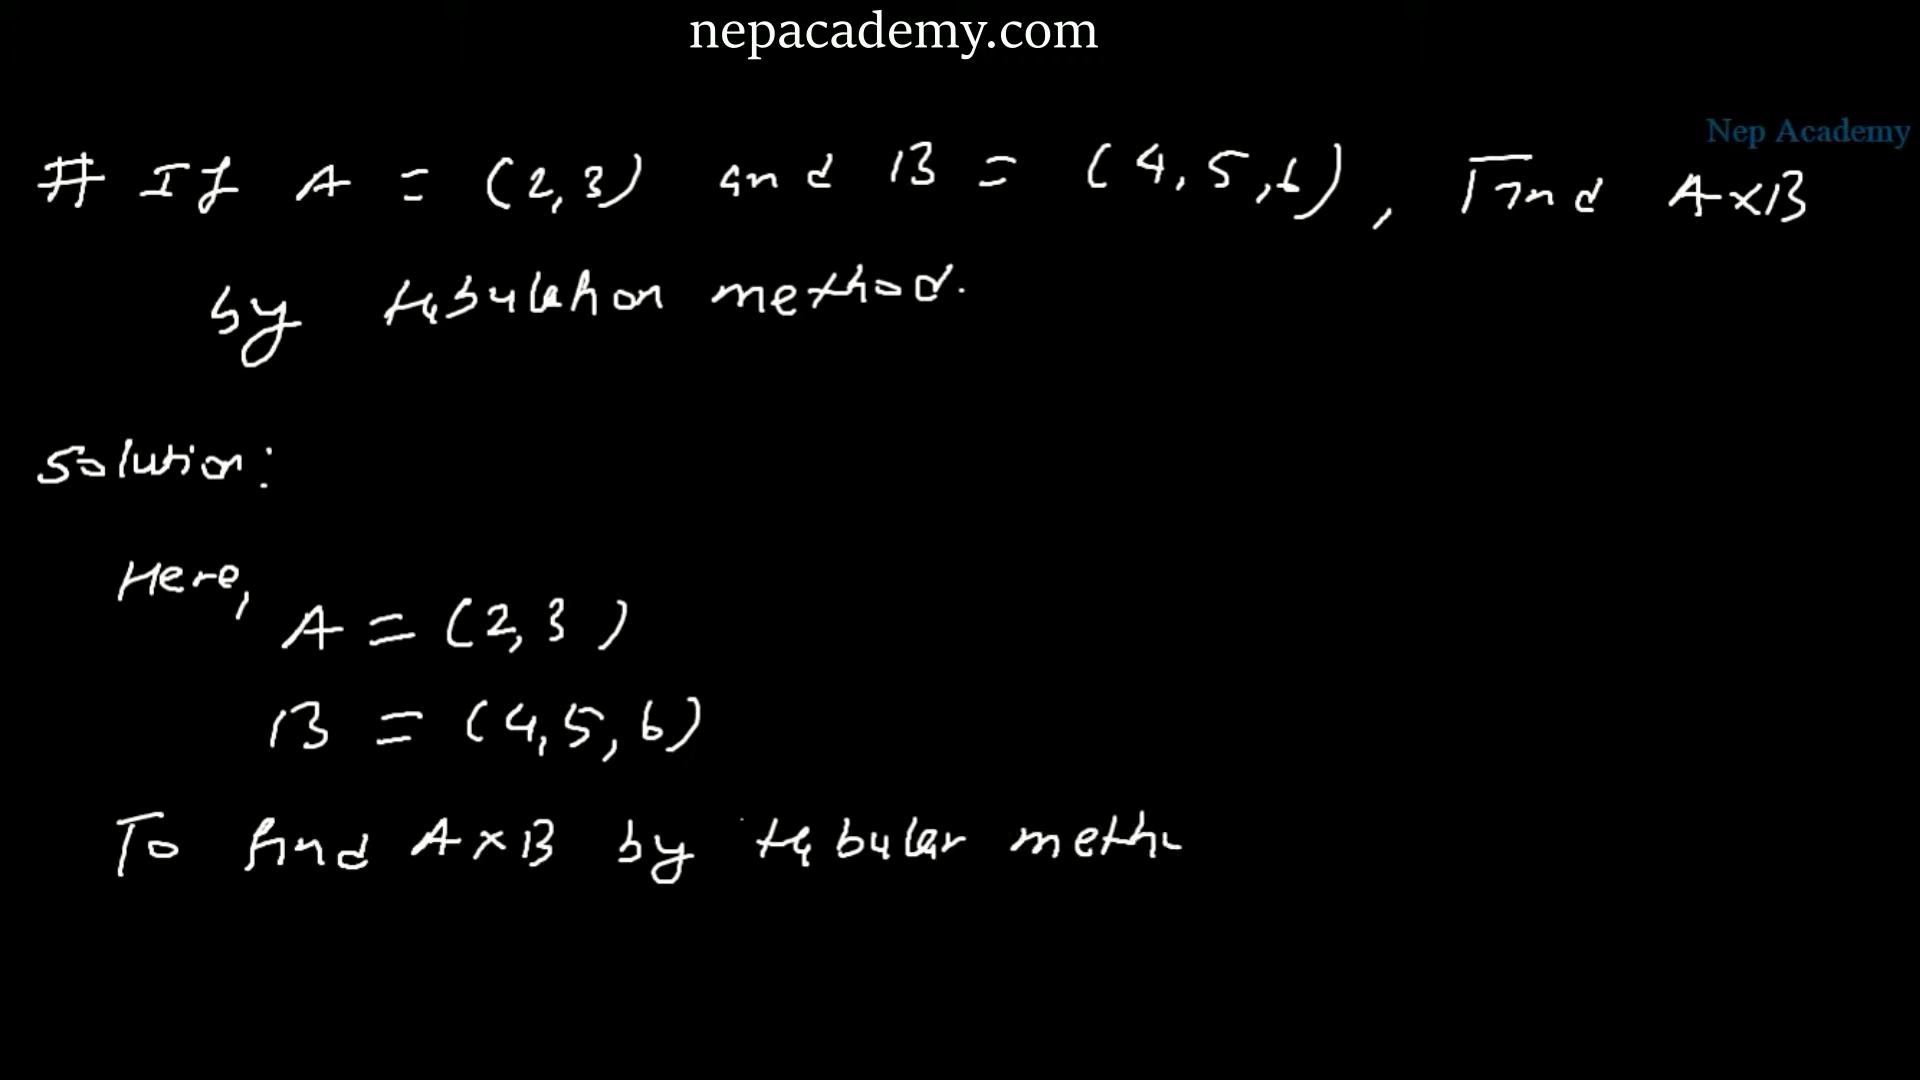 nepacademy.com
Nep Academy
# If A = (2,3) and B = (4,5,6), Find A×B
by tabulation method.
Solution:
Here,
A = (2,3)
B = (4,5,6)
To find A×B by tabular metho